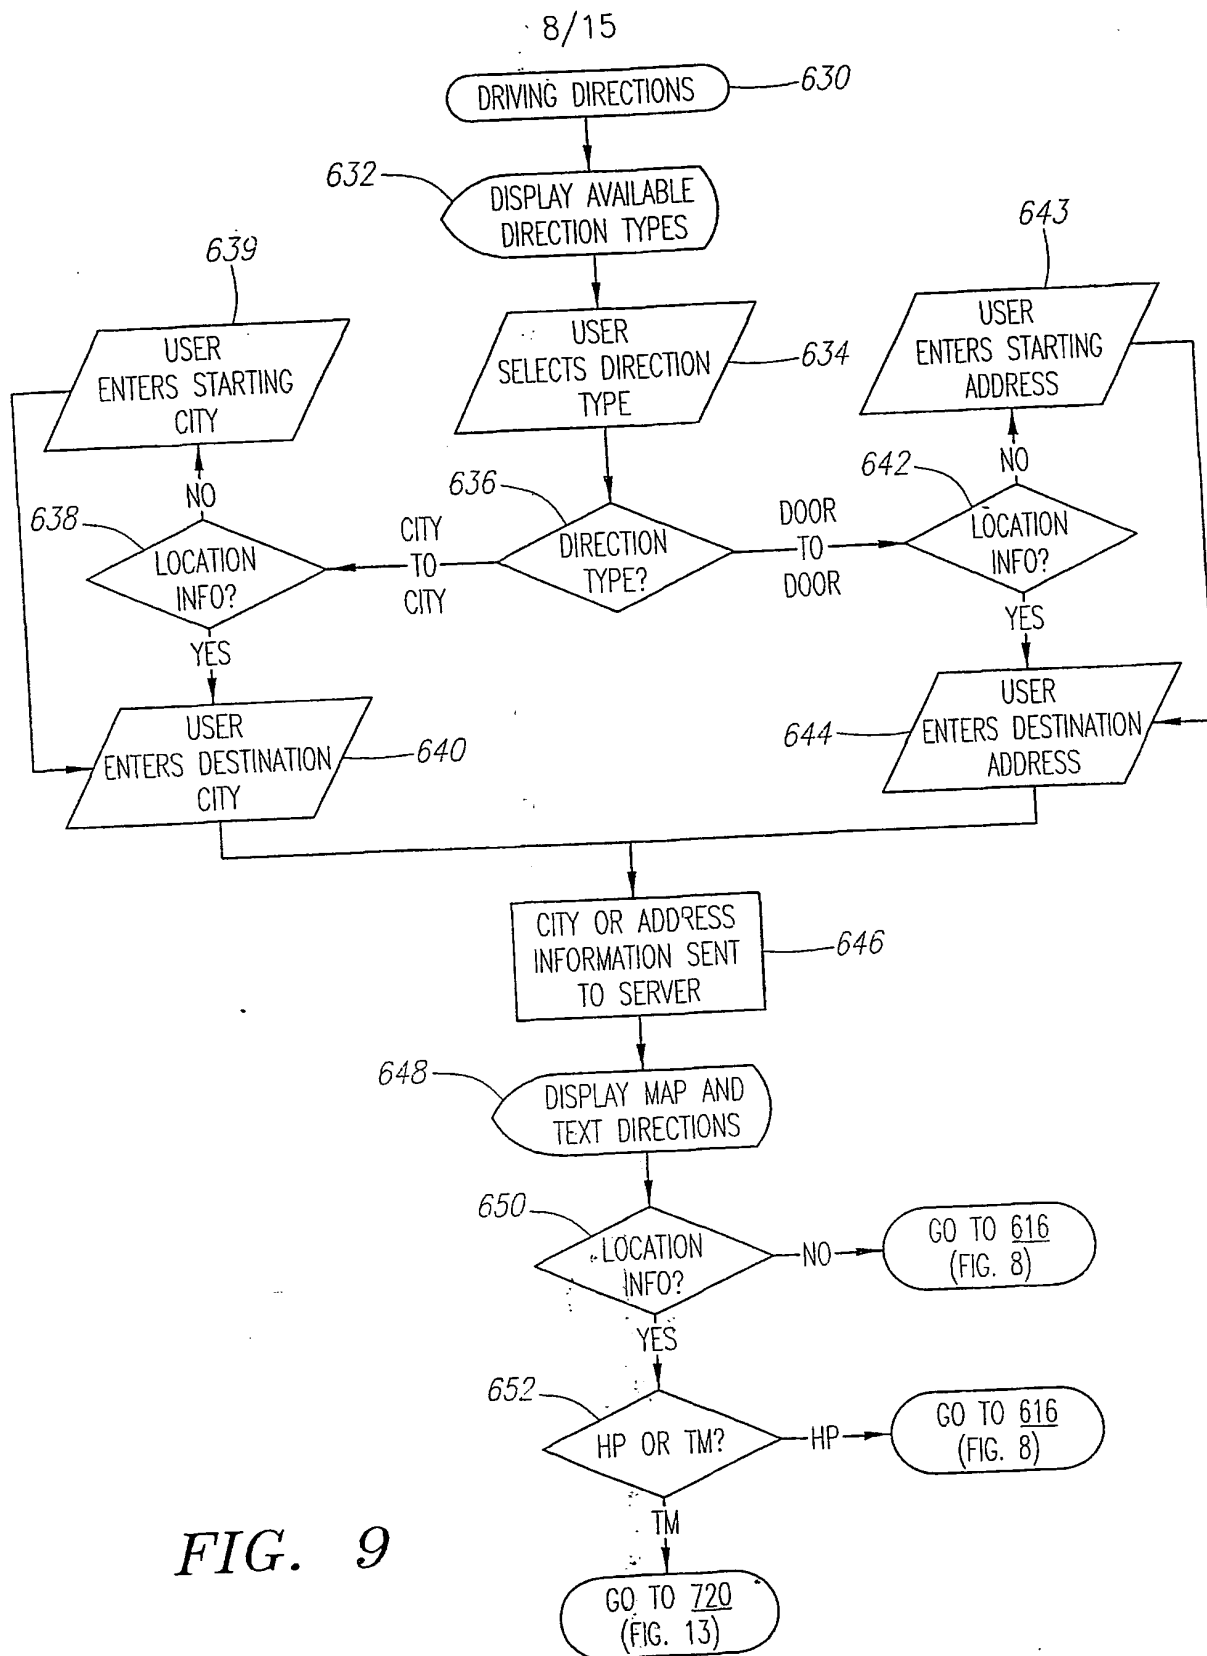 8/15
DRIVING DIRECTIONS
630
632
DISPLAY AVAILABLE
DIRECTION TYPES
639
643
USER
ENTERS STARTING
CITY
USER
SELECTS DIRECTION
TYPE
634
USER
ENTERS STARTING
ADDRESS
NO
NO
638
636
642
LOCATION
INFO?
CITY
TO
CITY
DIRECTION
TYPE?
DOOR
TO
DOOR
LOCATION
INFO?
YES
YES
USER
ENTERS DESTINATION
CITY
640
644
USER
ENTERS DESTINATION
ADDRESS
CITY OR ADDRESS
INFORMATION SENT
TO SERVER
646
648
DISPLAY MAP AND
TEXT DIRECTIONS
650
LOCATION
INFO?
NO
GO TO 616
(FIG. 8)
YES
652
HP OR TM?
HP
GO TO 616
(FIG. 8)
TM
GO TO 720
(FIG. 13)
FIG. 9